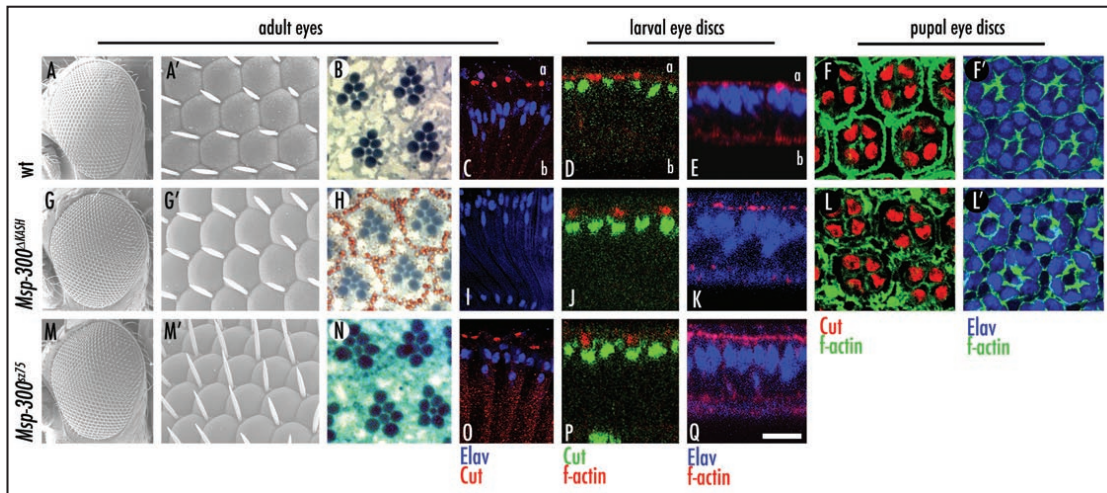 adult eyes larval eye discs pupal eye discs
A A' B C a b D a b E a b F F'
wt
G G' H I J K L L'
Msp-300ΔKASH
M M' N O P Q
Msp-300sz75
Cut Elav
f-actin f-actin
Elav Cut Elav
Cut f-actin f-actin